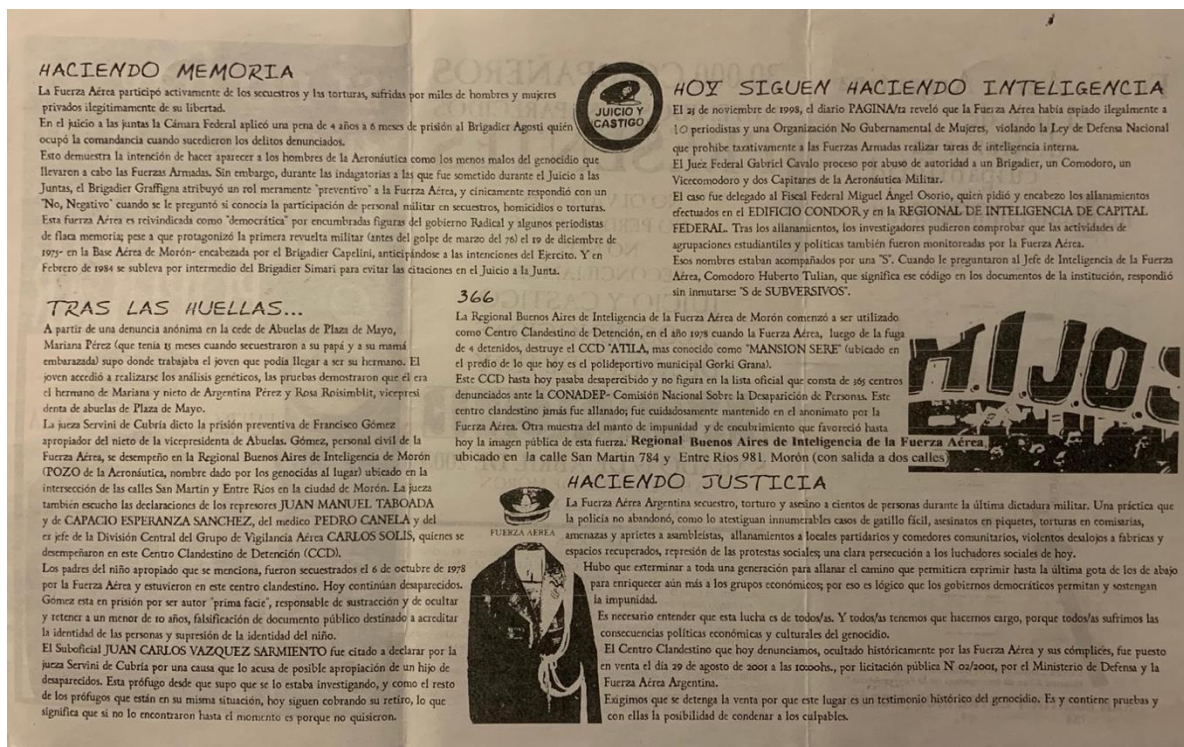 HACIENDO MEMORIA
La Fuerza Aérea participó activamente de los secuestros y las torturas, sufridas por miles de hombres y mujeres
privados ilegítimamente de su libertad.
En el juicio a las juntas la Cámara Federal aplicó una pena de 4 años a 6 meses de prisión al Brigadier Agosti quién
ocupó la comandancia cuando sucedieron los delitos denunciados.
Esto demuestra la intención de hacer aparecer a los hombres de la Aeronáutica como los menos malos del genocidio que
llevaron a cabo las Fuerzas Armadas. Sin embargo, durante las indagatorias a las que fue sometido durante el Juicio a las
Juntas, el Brigadier Graffigna atribuyó un rol meramente "preventivo" a la Fuerza Aérea, y cínicamente respondió con un
"No, Negativo" cuando se le preguntó si conocía la participación de personal militar en secuestros, homicidios o torturas.
Esta fuerza Aérea es reivindicada como "democrática" por encumbradas figuras del gobierno Radical y algunos periodistas
de flaca memoria; pese a que protagonizó la primera revuelta militar (antes del golpe de marzo del 76) el 19 de diciembre de
1975- en la Base Aérea de Morón- encabezada por el Brigadier Capelini, anticipándose a las intenciones del Ejercito. Y en
Febrero de 1984 se subleva por intermedio del Brigadier Simari para evitar las citaciones en el Juicio a la Junta.
JUICIO Y
CASTIGO
HOY SIGUEN HACIENDO INTELIGENCIA
El 25 de noviembre de 1998, el diario PAGINA/12 reveló que la Fuerza Aérea había espiado ilegalmente a
10 periodistas y una Organización No Gubernamental de Mujeres, violando la Ley de Defensa Nacional
que prohibe taxativamente a las Fuerzas Armadas realizar tareas de inteligencia interna.
El Juez Federal Gabriel Cavalo proceso por abuso de autoridad a un Brigadier, un Comodoro, un
Vicecomodoro y dos Capitanes de la Aeronáutica Militar.
El caso fue delegado al Fiscal Federal Miguel Ángel Osorio, quien pidió y encabezo los allanamientos
efectuados en el EDIFICIO CONDOR y en la REGIONAL DE INTELIGENCIA DE CAPITAL
FEDERAL. Tras los allanamientos, los investigadores pudieron comprobar que las actividades de
agrupaciones estudiantiles y políticas también fueron monitoreadas por la Fuerza Aérea.
Esos nombres estaban acompañados por una "S". Cuando le preguntaron al Jefe de Inteligencia de la Fuerza
Aérea, Comodoro Huberto Tulian, que significa ese código en los documentos de la institución, respondió
sin inmutarse: "S de SUBVERSIVOS".
TRAS LAS HUELLAS...
A partir de una denuncia anónima en la cede de Abuelas de Plaza de Mayo,
Mariana Pérez (que tenía 15 meses cuando secuestraron a su papá y a su mamá
embarazada) supo donde trabajaba el joven que podía llegar a ser su hermano. El
joven accedió a realizarse los análisis genéticos, las pruebas demostraron que él era
el hermano de Mariana y nieto de Argentina Pérez y Rosa Roisimblit, vicepresi
denta de abuelas de Plaza de Mayo.
La jueza Servini de Cubría dicto la prisión preventiva de Francisco Gómez
apropiador del nieto de la vicepresidenta de Abuelas. Gómez, personal civil de la
Fuerza Aérea, se desempeño en la Regional Buenos Aires de Inteligencia de Morón
(POZO de la Aeronáutica, nombre dado por los genocidas al lugar) ubicado en la
intersección de las calles San Martin y Entre Ríos en la ciudad de Morón. La jueza
también escucho las declaraciones de los represores JUAN MANUEL TABOADA
y de CAPACIO ESPERANZA SANCHEZ, del medico PEDRO CANELA y del
ex jefe de la División Central del Grupo de Vigilancia Aérea CARLOS SOLIS, quienes se
desempeñaron en este Centro Clandestino de Detención (CCD).
Los padres del niño apropiado que se menciona, fueron secuestrados el 6 de octubre de 1978
por la Fuerza Aérea y estuvieron en este centro clandestino. Hoy continúan desaparecidos.
Gómez esta en prisión por ser autor "prima facie", responsable de sustracción y de ocultar
y retener a un menor de 10 años, falsificación de documento público destinado a acreditar
la identidad de las personas y supresión de la identidad del niño.
El Suboficial JUAN CARLOS VAZQUEZ SARMIENTO fue citado a declarar por la
jueza Servini de Cubría por una causa que lo acusa de posible apropiación de un hijo de
desaparecidos. Esta prófugo desde que supo que se lo estaba investigando, y como el resto
de los prófugos que están en su misma situación, hoy siguen cobrando su retiro, lo que
significa que si no lo encontraron hasta el momento es porque no quisieron.
366
La Regional Buenos Aires de Inteligencia de la Fuerza Aérea de Morón comenzó a ser utilizado
como Centro Clandestino de Detención, en el año 1978 cuando la Fuerza Aérea, luego de la fuga
de 4 detenidos, destruye el CCD "ATILA, mas conocido como "MANSION SERE" (ubicado en
el predio de lo que hoy es el polideportivo municipal Gorki Grana).
Este CCD hasta hoy pasaba desapercibido y no figura en la lista oficial que consta de 365 centros
denunciados ante la CONADEP- Comisión Nacional Sobre la Desaparición de Personas. Este
centro clandestino jamás fue allanado; fue cuidadosamente mantenido en el anonimato por la
Fuerza Aérea. Otra muestra del manto de impunidad y de encubrimiento que favoreció hasta
hoy la imagen pública de esta fuerza. Regional Buenos Aires de Inteligencia de la Fuerza Aérea,
ubicado en la calle San Martin 784 y Entre Rios 981. Morón (con salida a dos calles)
H.I.J.O.S
HACIENDO JUSTICIA
FUERZA AEREA
La Fuerza Aérea Argentina secuestro, torturo y asesino a cientos de personas durante la última dictadura militar. Una práctica que
la policía no abandonó, como lo atestiguan innumerables casos de gatillo fácil, asesinatos en piquetes, torturas en comisarías,
amenazas y aprietes a asambleistas, allanamientos a locales partidarios y comedores comunitarios, violentos desalojos a fabricas y
espacios recuperados, represión de las protestas sociales; una clara persecución a los luchadores sociales de hoy.
Hubo que exterminar a toda una generación para allanar el camino que permitiera exprimir hasta la última gota de los de abajo
para enriquecer aún más a los grupos económicos; por eso es lógico que los gobiernos democráticos permitan y sostengan
la impunidad.
Es necesario entender que esta lucha es de todos/as. Y todos/as tenemos que hacernos cargo, porque todos/as sufrimos las
consecuencias políticas económicas y culturales del genocidio.
El Centro Clandestino que hoy denunciamos, ocultado históricamente por las Fuerza Aérea y sus cómplices, fue puesto
en venta el día 29 de agosto de 2001 a las 10:00hs., por licitación pública N° 02/2001, por el Ministerio de Defensa y la
Fuerza Aérea Argentina.
Exigimos que se detenga la venta por que este lugar es un testimonio histórico del genocidio. Es y contiene pruebas y
con ellas la posibilidad de condenar a los culpables.